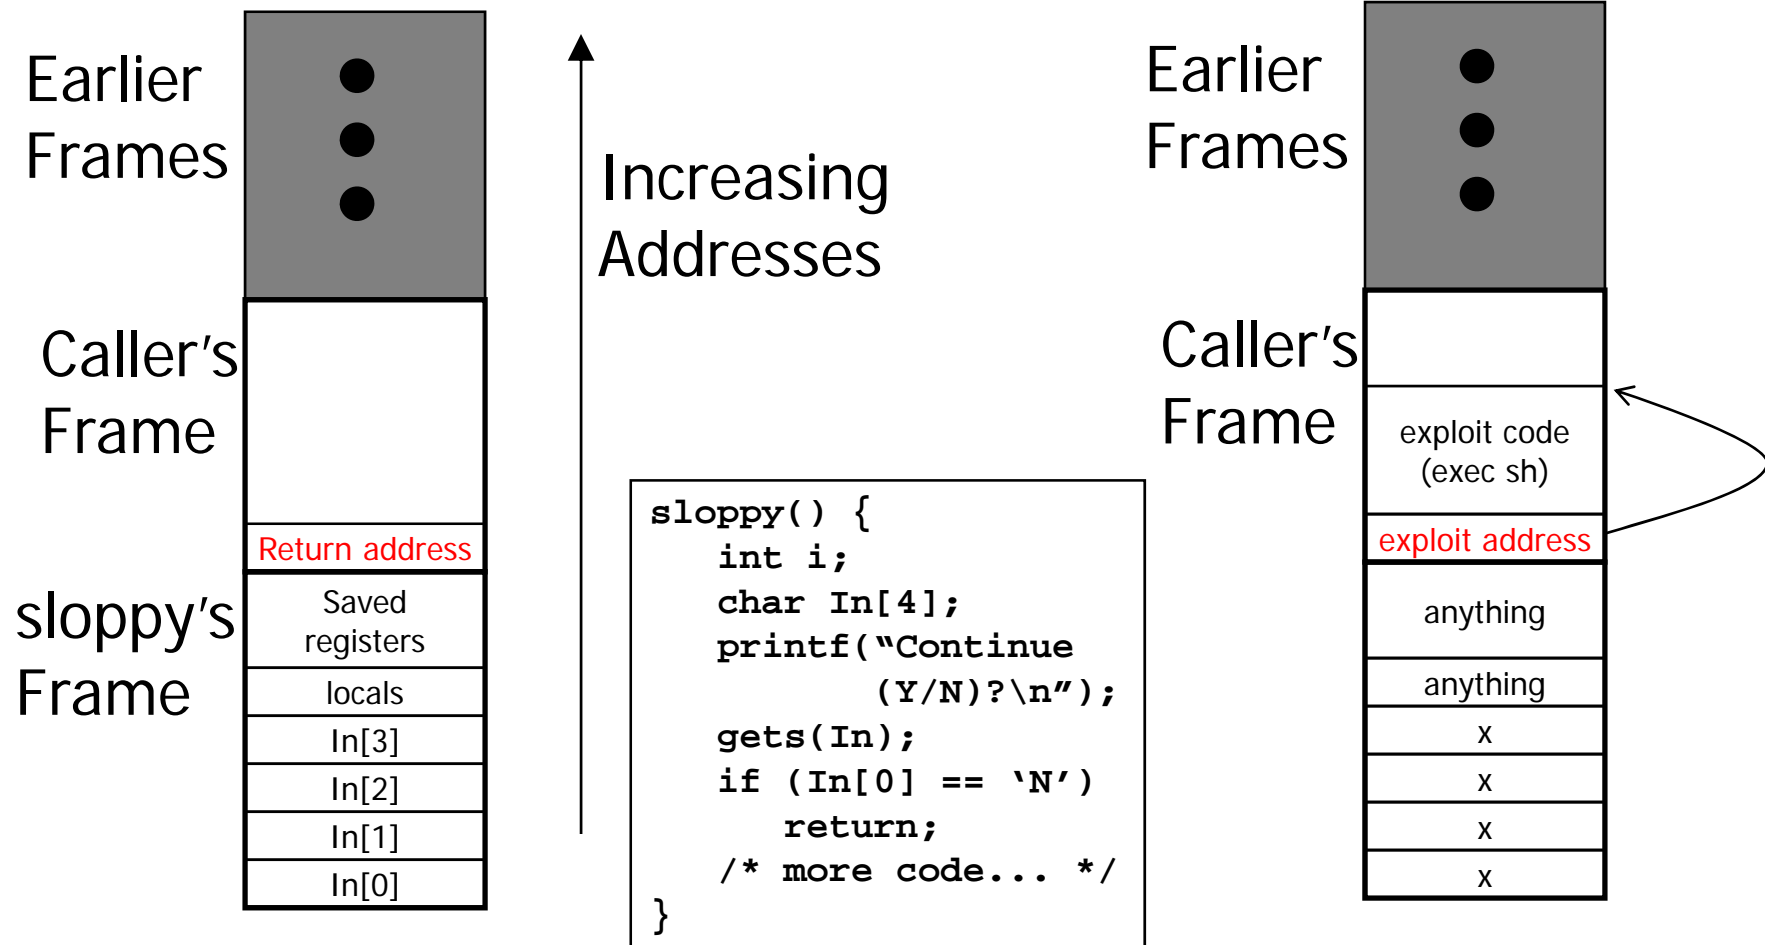 Earlier
Frames
Caller's
Frame
Return address
sloppy's
Frame
Saved
registers
locals
In[3]
In[2]
In[1]
In[0]
Increasing
Addresses
sloppy() {
int i;
char In[4];
printf(“Continue
(Y/N)?\n”);
gets(In);
if (In[0] == ‘N’)
return;
/* more code... */
}
Earlier
Frames
Caller's
Frame
exploit code
(exec sh)
exploit address
anything
anything
x
x
x
x